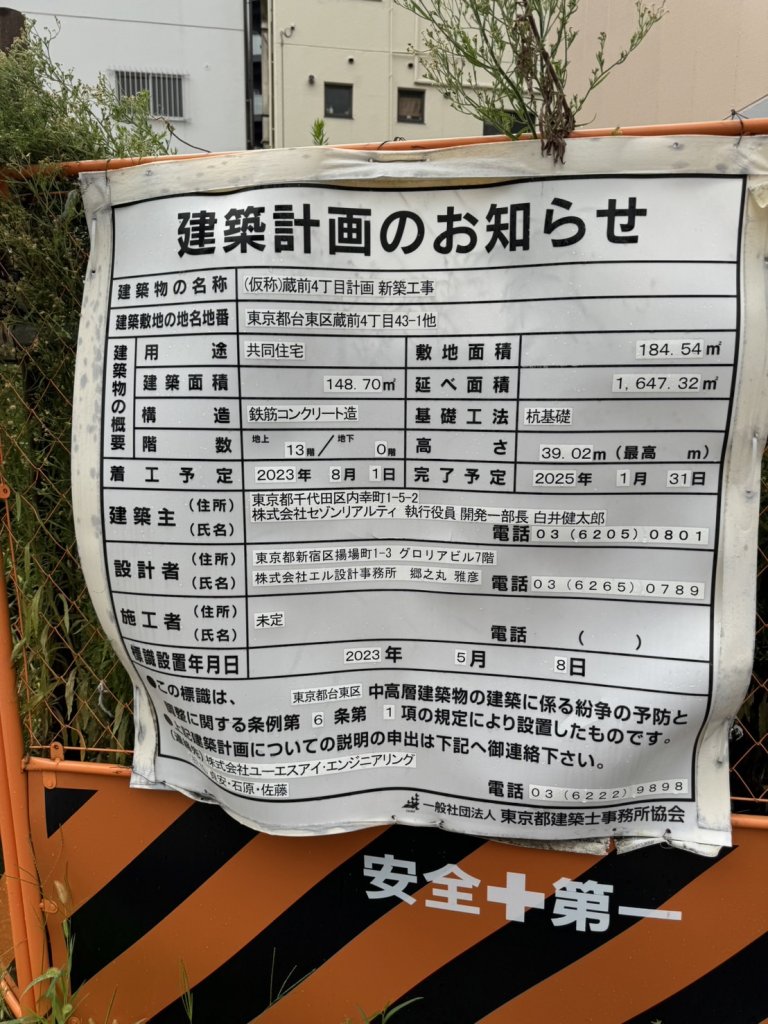 建築計画のお知らせ
建築物の名称 (仮称)蔵前4丁目計画 新築工事
建築敷地の地名地番 東京都台東区蔵前4丁目43-1他
建築物の概要
用途 共同住宅 敷地面積 184.54㎡
建築面積 148.70㎡ 延べ面積 1,647.32㎡
構造 鉄筋コンクリート造 基礎工法 杭基礎
階数 地上 13階/地下 0階 高さ 39.02m (最高 m)
着工予定 2023年 8月 1日 完了予定 2025年 1月 31日
建築主 (住所) 東京都千代田区内幸町1-5-2
(氏名) 株式会社セゾンリアルティ 執行役員 開発一部長 白井健太郎
電話 03(6205)0801
設計者 (住所) 東京都新宿区揚場町1-3 グロリアビル7階
(氏名) 株式会社エル設計事務所 郷之丸 雅彦 電話 03(6265)0789
施工者 (住所) 未定
(氏名) 電話 ( )
標識設置年月日 2023年 5月 8日
●この標識は、 東京都台東区 中高層建築物の建築に係る紛争の予防と
調整に関する条例第 6 条第 1 項の規定により設置したものです。
記建築計画についての説明の申出は下記へ御連絡下さい。
株式会社ユーエスアイ・エンジニアリング
安・石原・佐藤 電話 03(6222)9898
一般社団法人 東京都建築士事務所協会
安全✚第一